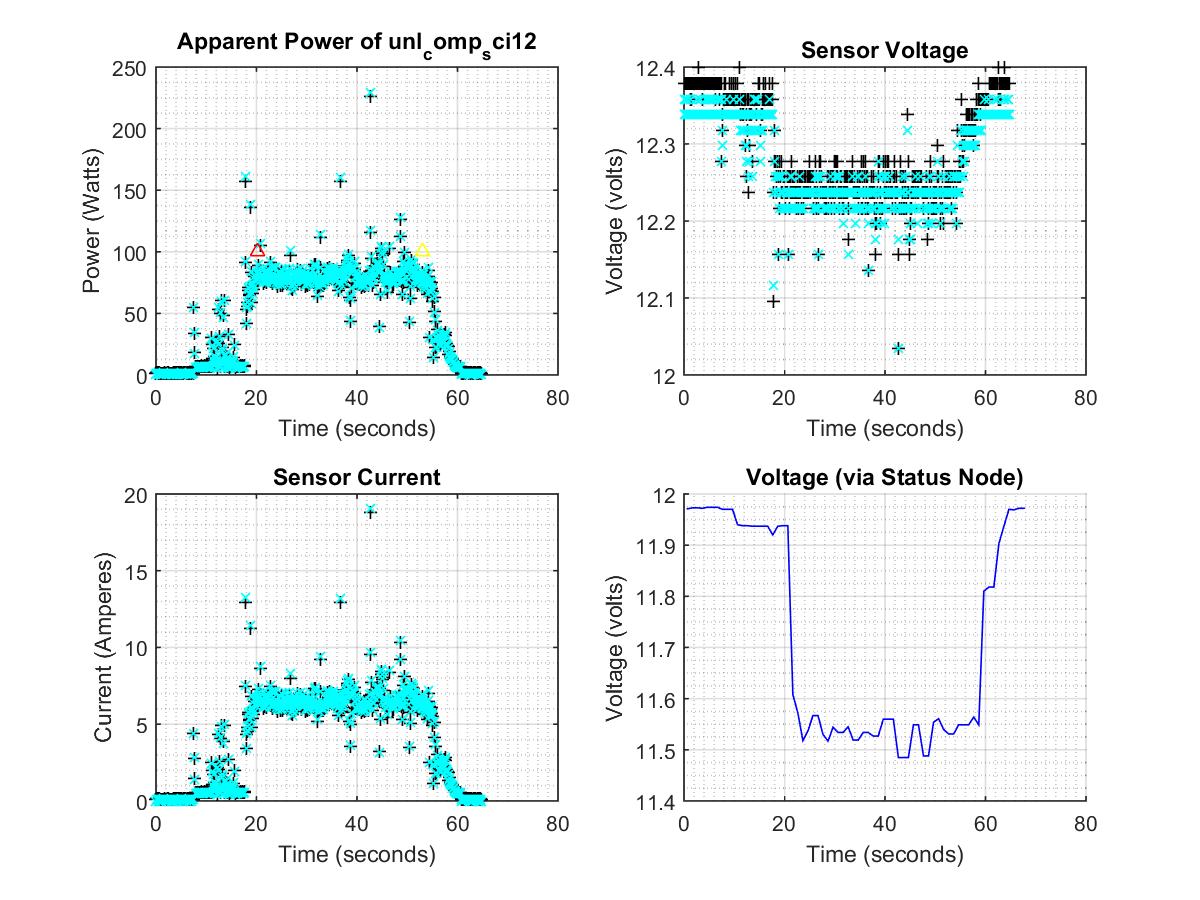 Apparent Power of unlcompsci12
250
200
150
100
50
0
Power (Watts)
0 20 40 60 80
Time (seconds)
Sensor Voltage
12.4
12.3
12.2
12.1
12
Voltage (volts)
0 20 40 60 80
Time (seconds)
Sensor Current
20
15
10
5
0
Current (Amperes)
0 20 40 60 80
Time (seconds)
Voltage (via Status Node)
12
11.9
11.8
11.7
11.6
11.5
11.4
Voltage (volts)
0 20 40 60 80
Time (seconds)